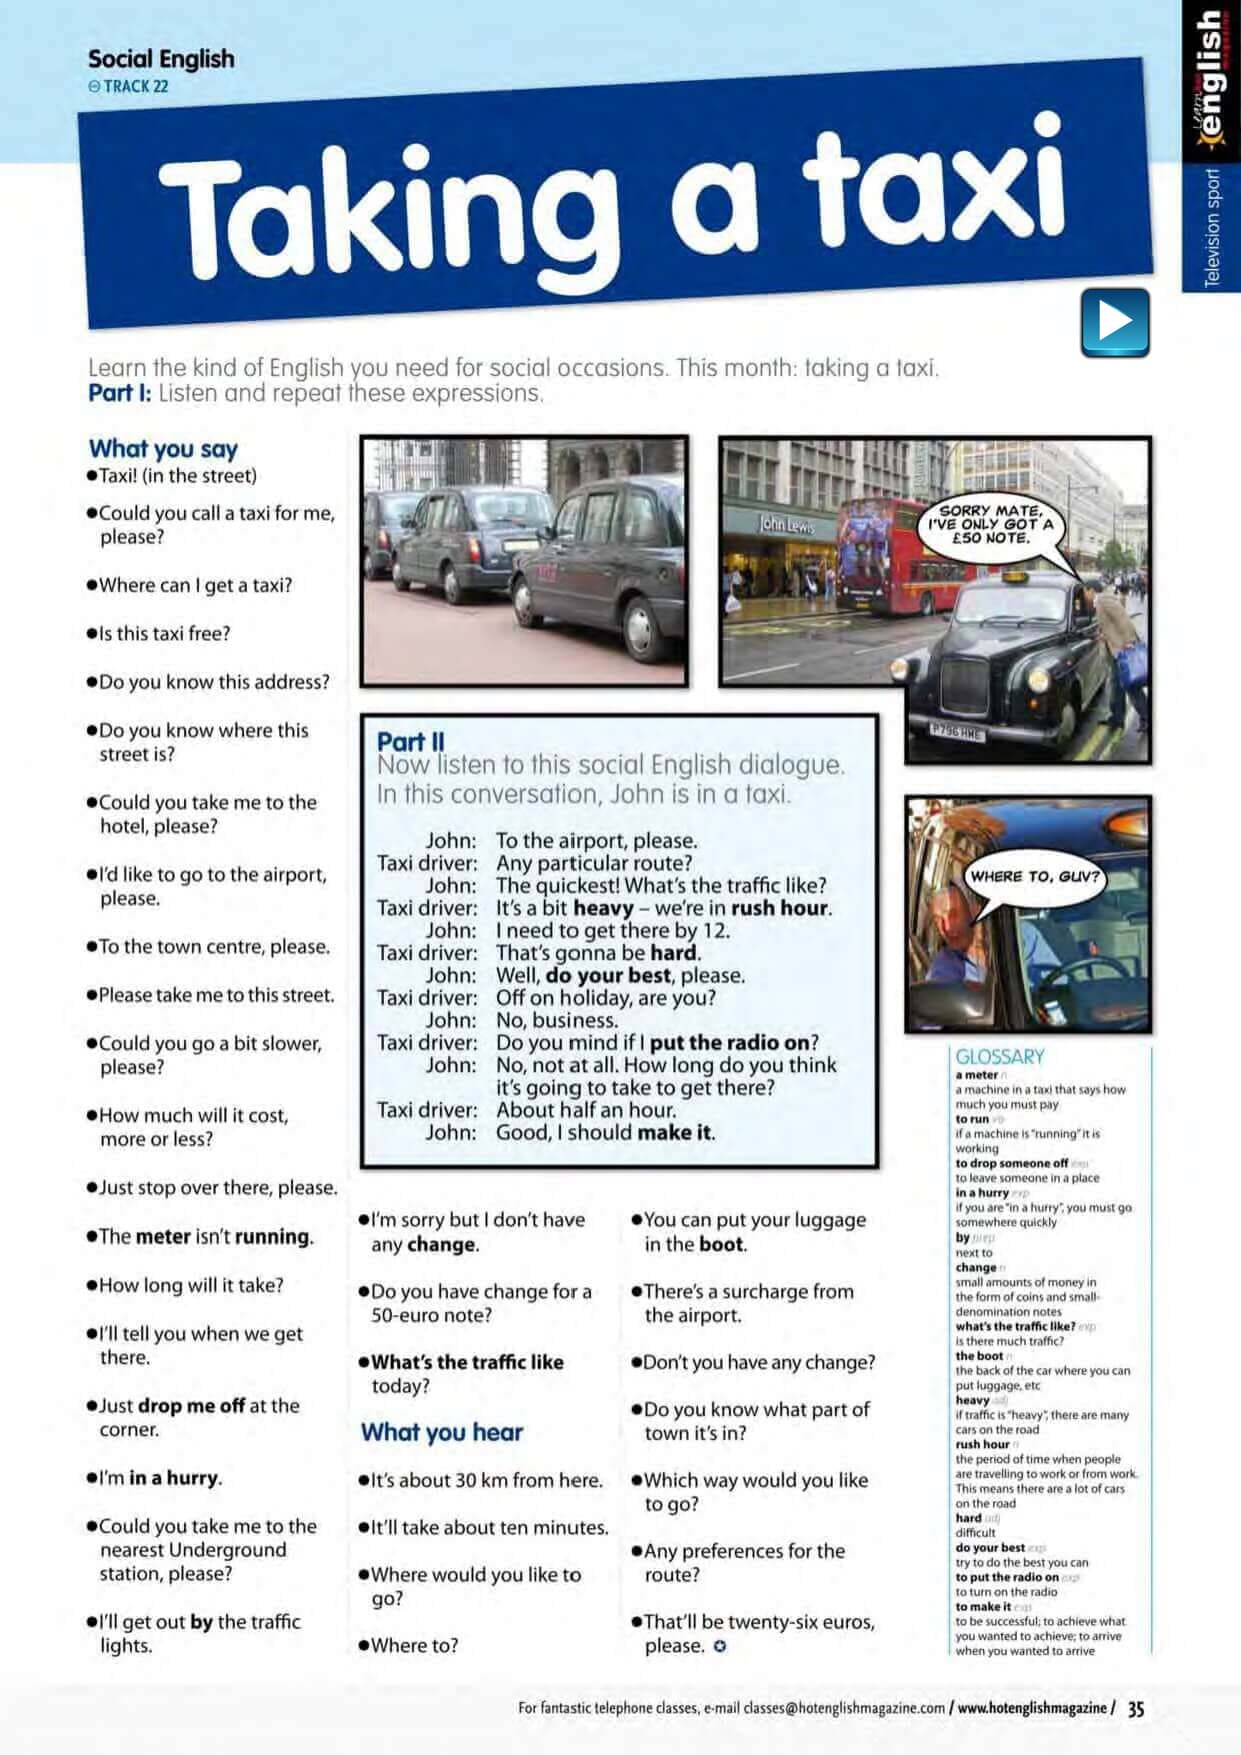 Social English
TRACK 22
Learn hot
english
magazine
Television sport
Taking a taxi
Learn the kind of English you need for social occasions. This month: taking a taxi.
Part I: Listen and repeat these expressions.
What you say
●Taxi! (in the street)
●Could you call a taxi for me,
please?
●Where can I get a taxi?
●Is this taxi free?
●Do you know this address?
●Do you know where this
street is?
●Could you take me to the
hotel, please?
●I'd like to go to the airport,
please.
●To the town centre, please.
●Please take me to this street.
●Could you go a bit slower,
please?
●How much will it cost,
more or less?
●Just stop over there, please.
●The meter isn't running.
●How long will it take?
●I'll tell you when we get
there.
●Just drop me off at the
corner.
●I'm in a hurry.
●Could you take me to the
nearest Underground
station, please?
●I'll get out by the traffic
lights.
John Lewis
SORRY MATE,
I'VE ONLY GOT A
£50 NOTE.
P796 HME
WHERE TO, GUV?
Part II
Now listen to this social English dialogue.
In this conversation, John is in a taxi.
John: To the airport, please.
Taxi driver: Any particular route?
John: The quickest! What's the traffic like?
Taxi driver: It's a bit heavy – we're in rush hour.
John: I need to get there by 12.
Taxi driver: That's gonna be hard.
John: Well, do your best, please.
Taxi driver: Off on holiday, are you?
John: No, business.
Taxi driver: Do you mind if I put the radio on?
John: No, not at all. How long do you think
it's going to take to get there?
Taxi driver: About half an hour.
John: Good, I should make it.
●I'm sorry but I don't have
any change.
●Do you have change for a
50-euro note?
●What's the traffic like
today?
What you hear
●It's about 30 km from here.
●It'll take about ten minutes.
●Where would you like to
go?
●Where to?
●You can put your luggage
in the boot.
●There's a surcharge from
the airport.
●Don't you have any change?
●Do you know what part of
town it's in?
●Which way would you like
to go?
●Any preferences for the
route?
●That'll be twenty-six euros,
please.
GLOSSARY
a meter n
a machine in a taxi that says how
much you must pay
to run vb
if a machine is "running" it is
working
to drop someone off exp
to leave someone in a place
in a hurry exp
if you are "in a hurry", you must go
somewhere quickly
by prep
next to
change n
small amounts of money in
the form of coins and small-
denomination notes
what's the traffic like? exp
is there much traffic?
the boot n
the back of the car where you can
put luggage, etc
heavy adj
if traffic is "heavy", there are many
cars on the road
rush hour n
the period of time when people
are travelling to work or from work.
This means there are a lot of cars
on the road
hard adj
difficult
do your best exp
try to do the best you can
to put the radio on exp
to turn on the radio
to make it exp
to be successful; to achieve what
you wanted to achieve; to arrive
when you wanted to arrive
For fantastic telephone classes, e-mail classes@hotenglishmagazine.com / www.hotenglishmagazine / 35